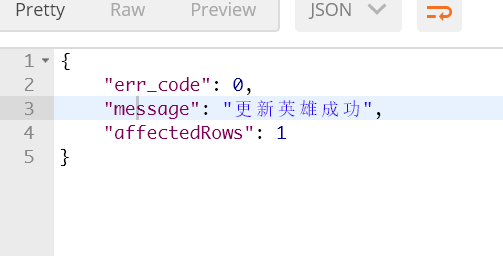 Pretty Raw Preview JSON
1 {
2 "err_code": 0,
3 "message": "更新英雄成功",
4 "affectedRows": 1
5 }